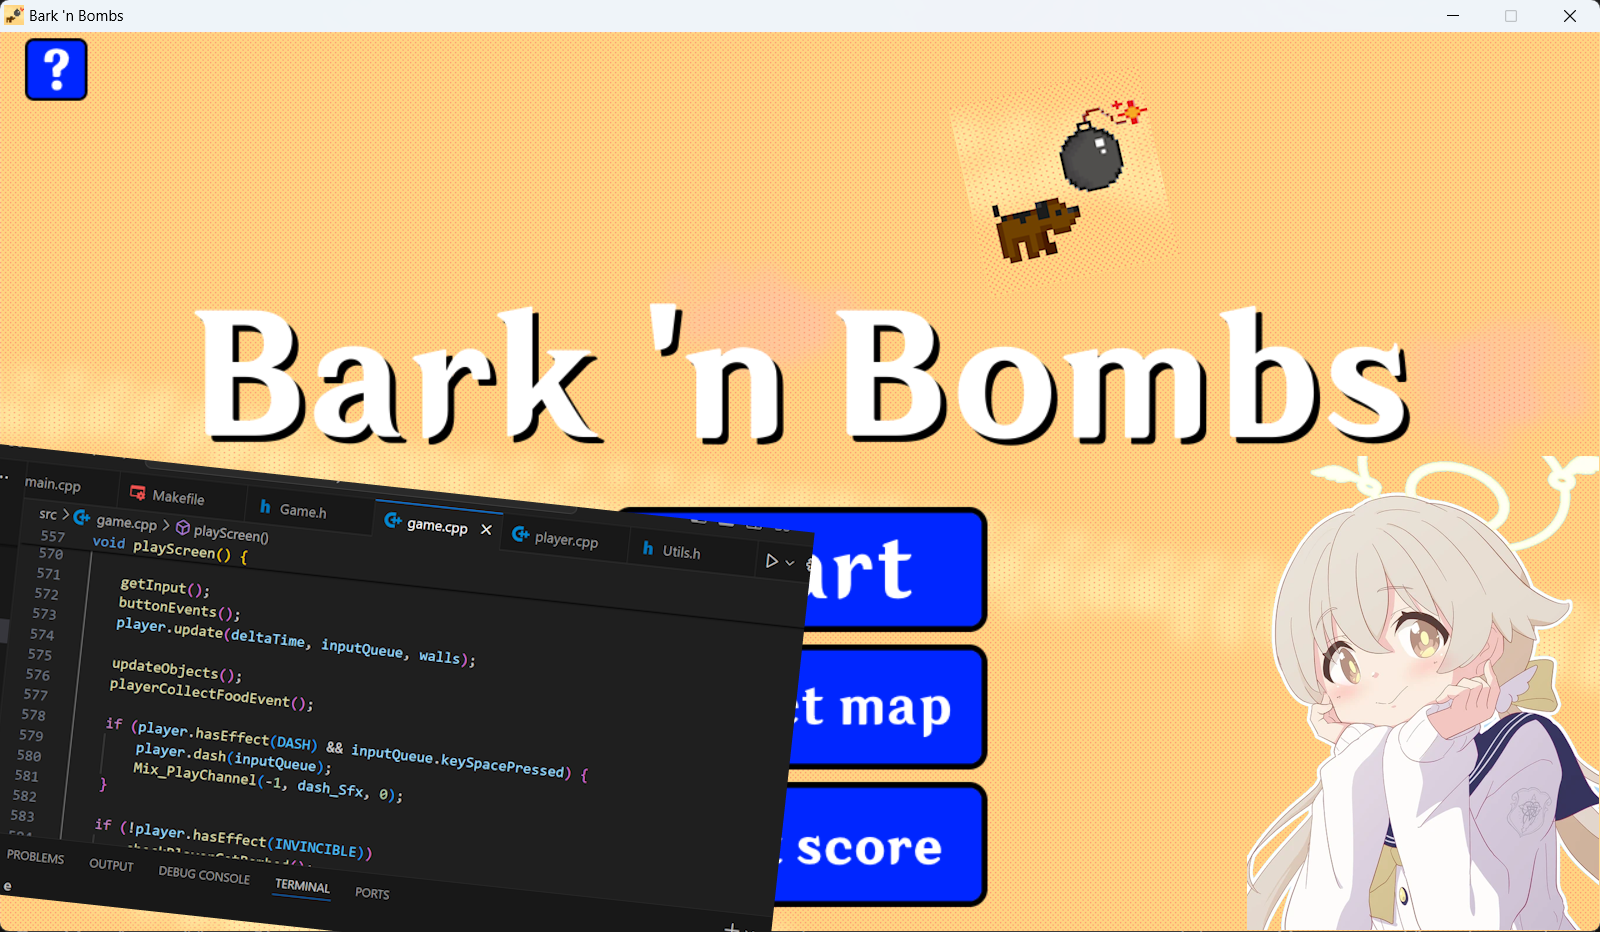 Bark 'n Bombs
?
Bark 'n Bombs
main.cpp Makefile Game.h game.cpp player.cpp Utils.h
src > game.cpp > playScreen()
557 void playScreen() {
570
571 getInput();
572 buttonEvents();
573 player.update(deltaTime, inputQueue, walls);
574
575 updateObjects();
576 playerCollectFoodEvent();
577
578 if (player.hasEffect(DASH) && inputQueue.keySpacePressed) {
579 player.dash(inputQueue);
580 Mix_PlayChannel(-1, dash_Sfx, 0);
581 }
582
583 if (!player.hasEffect(INVINCIBLE))
PROBLEMS OUTPUT DEBUG CONSOLE TERMINAL PORTS
e
art
t map
score